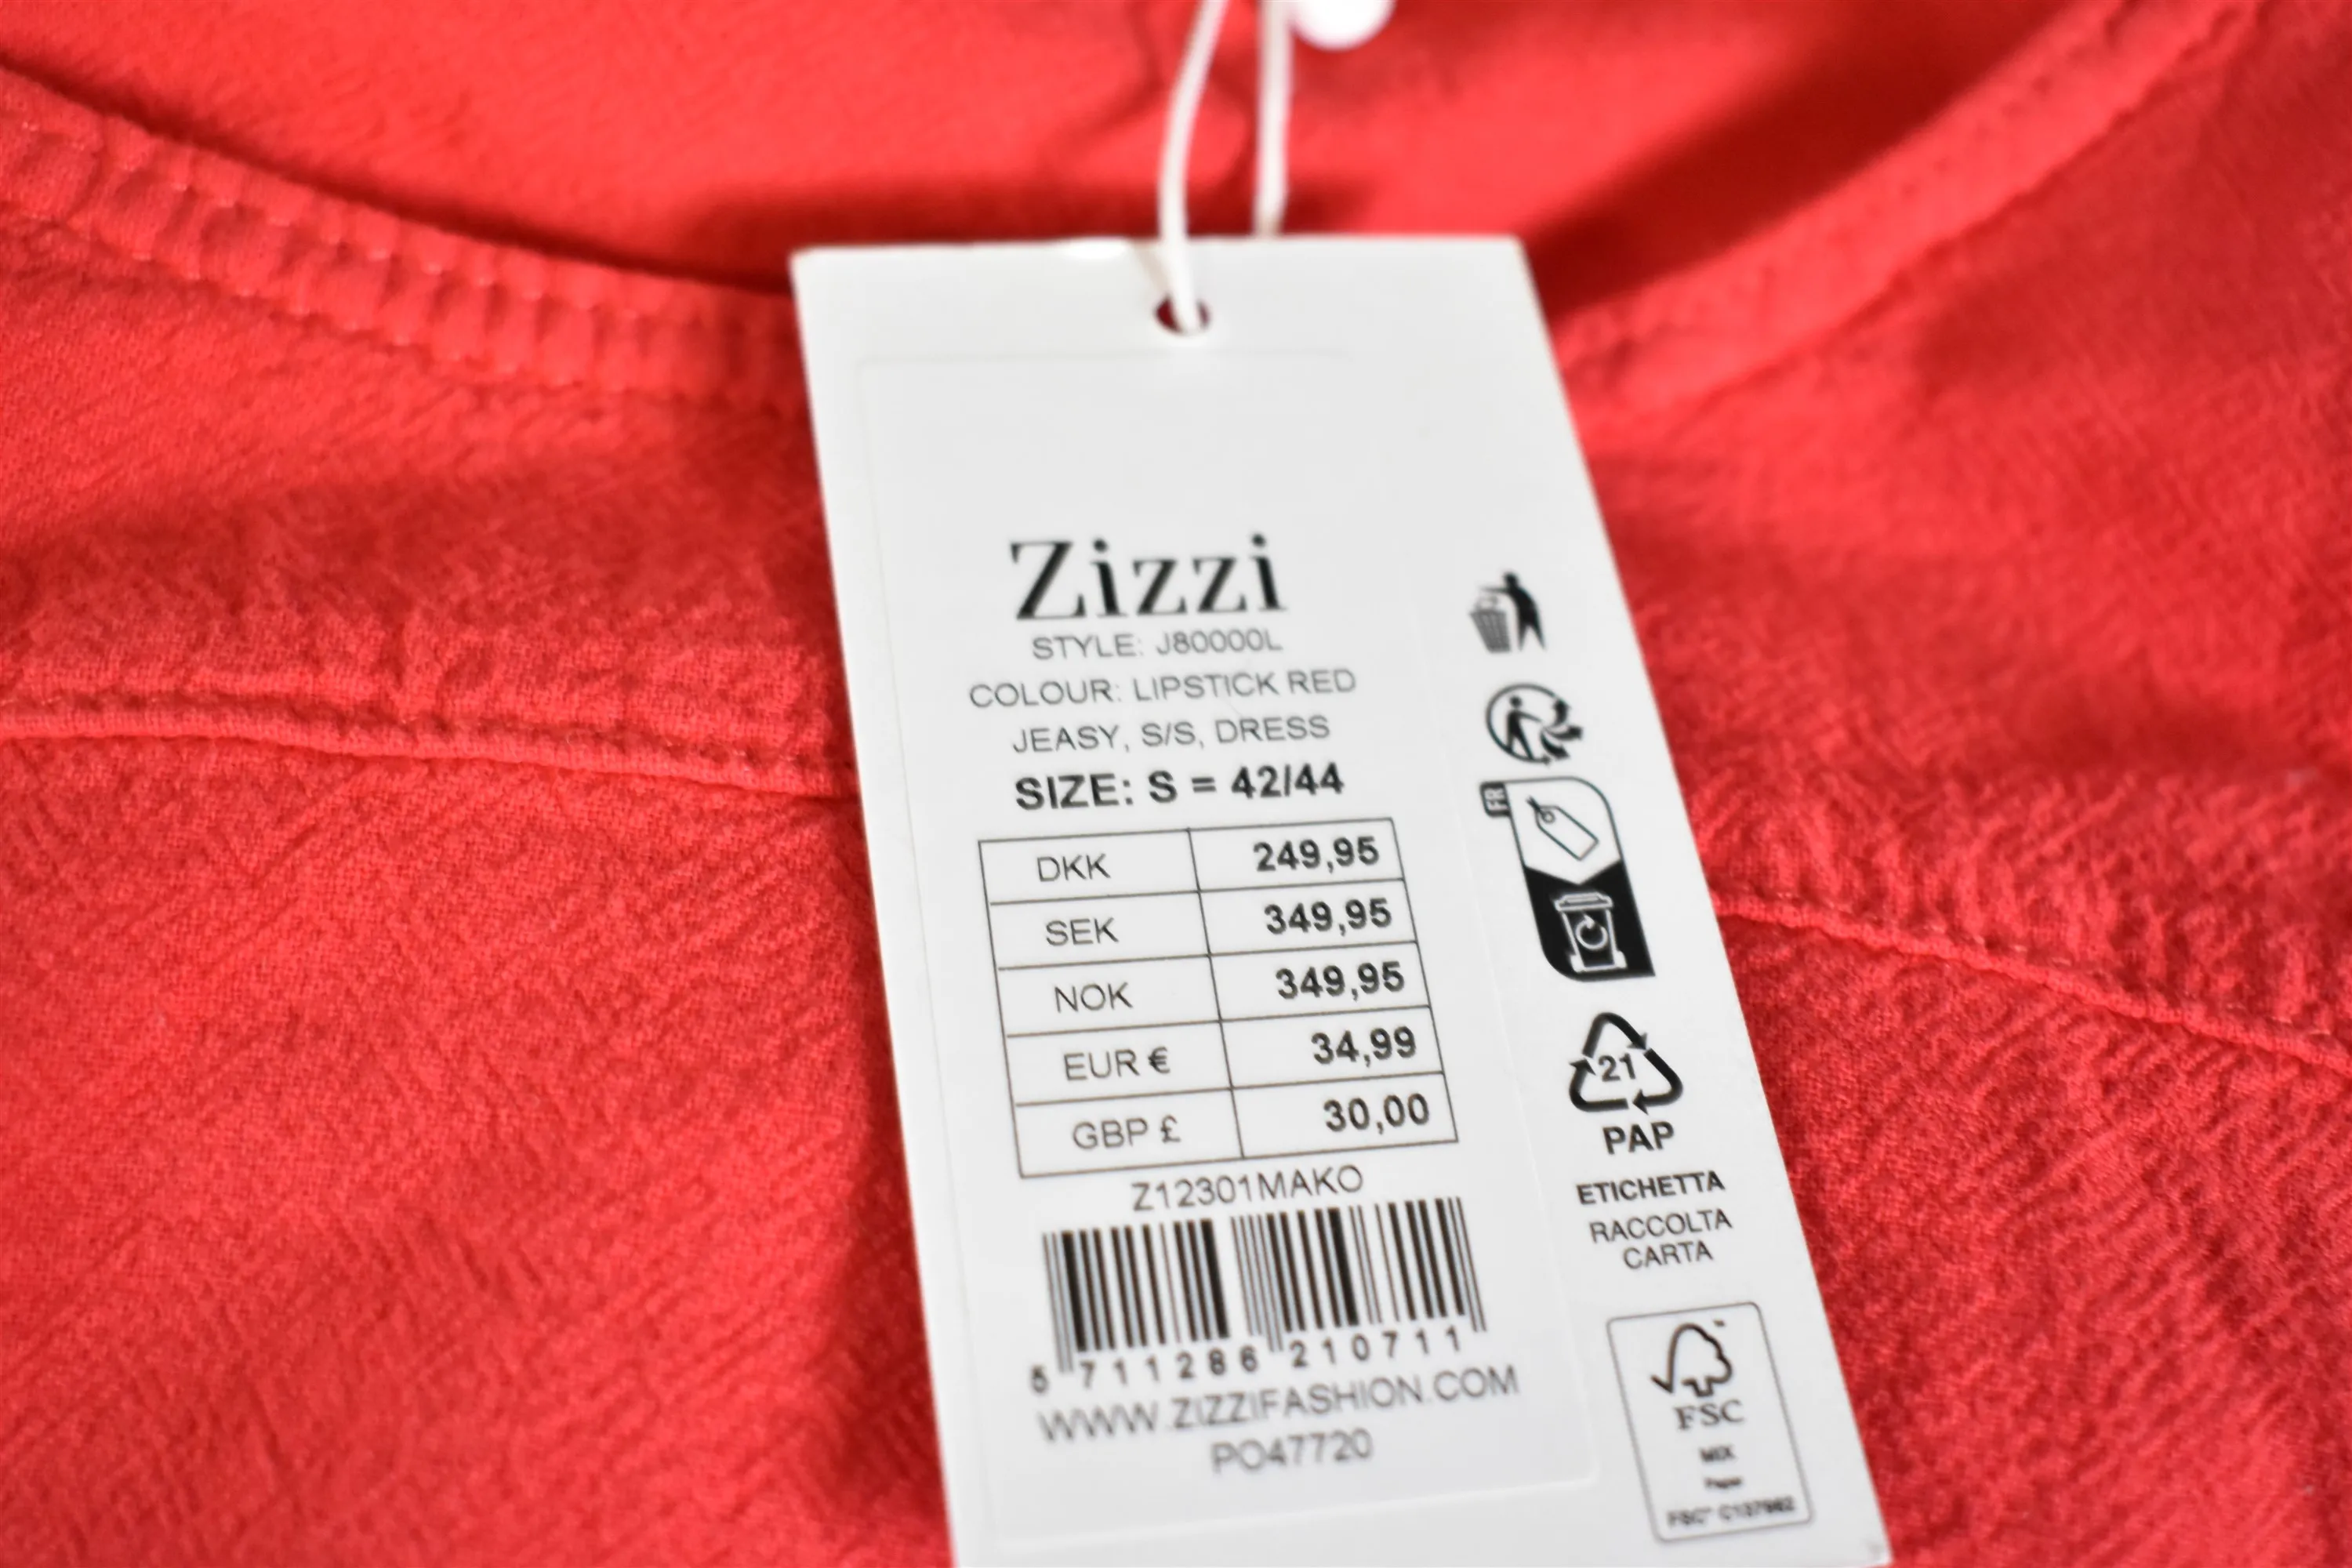 Zizzi
STYLE: J80000L
COLOUR: LIPSTICK RED
JEASY, S/S, DRESS
SIZE: S = 42/44
DKK 249,95
SEK 349,95
NOK 349,95
EUR € 34,99
GBP £ 30,00
Z12301MAKO
5 711286 210711
WWW.ZIZZIFASHION.COM
PO47720
FR
21
PAP
ETICHETTA
RACCOLTA
CARTA
FSC
MIX
Paper